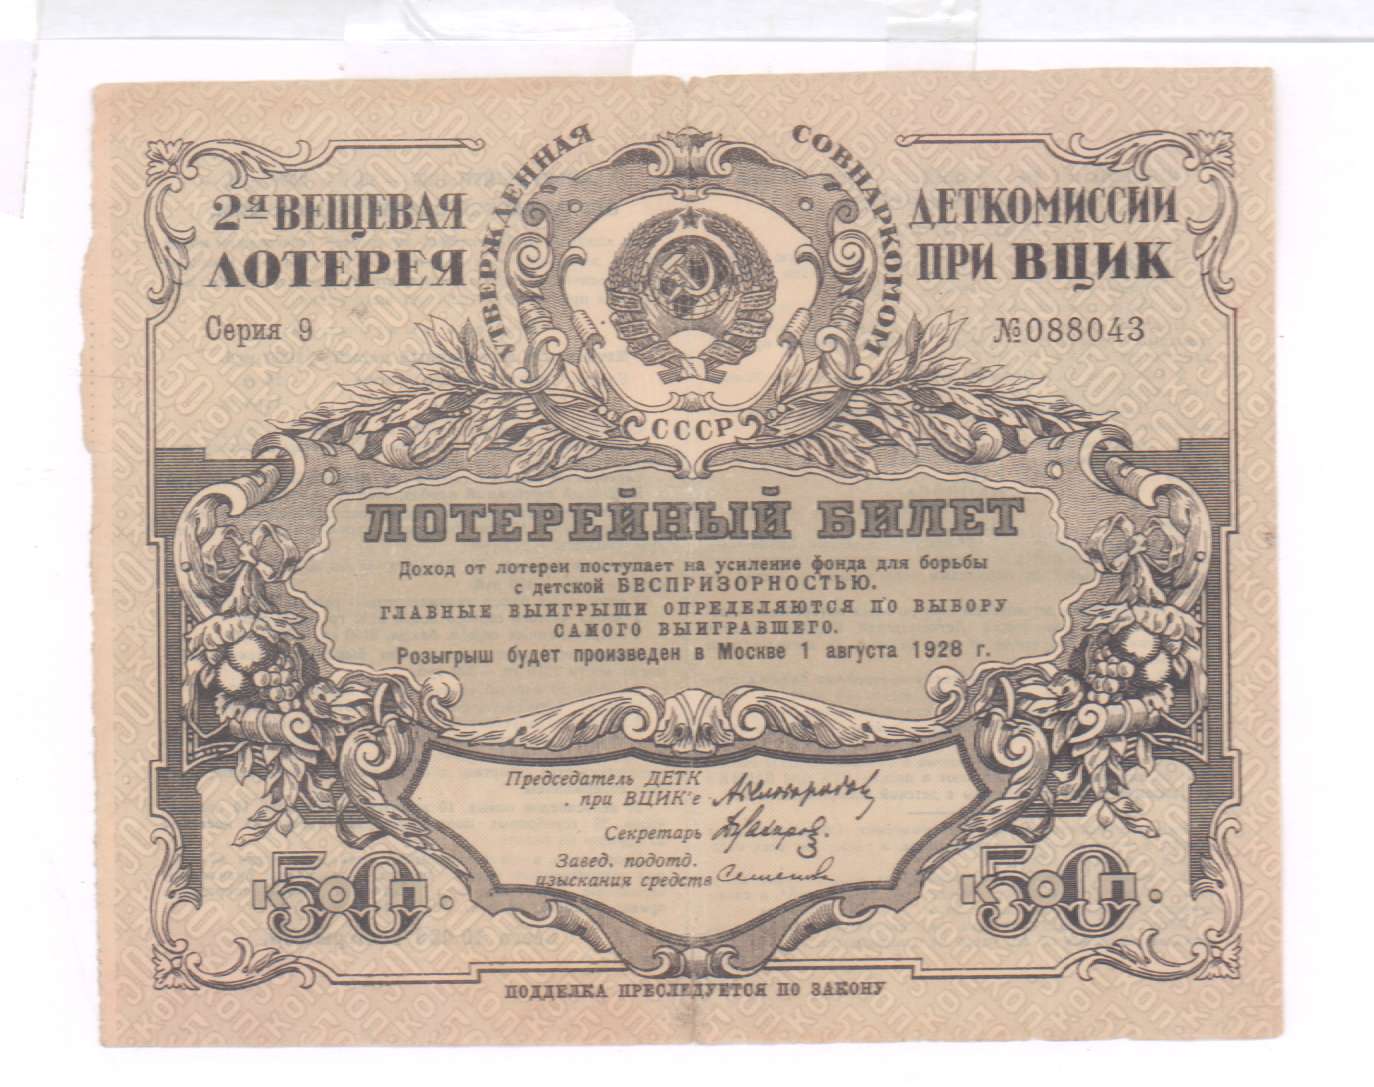 УТВЕРЖДЕННАЯ СОВНАРКОМОМ
2я ВЕЩЕВАЯ
ЛОТЕРЕЯ
ДЕТКОМИССИИ
ПРИ ВЦИК
Серия 9
№088043
СССР
ЛОТЕРЕЙНЫЙ БИЛЕТ
Доход от лотереи поступает на усиление фонда для борьбы
с детской БЕСПРИЗОРНОСТЬЮ.
ГЛАВНЫЕ ВЫИГРЫШИ ОПРЕДЕЛЯЮТСЯ ПО ВЫБОРУ
САМОГО ВЫИГРАВШЕГО.
Розыгрыш будет произведен в Москве 1 августа 1928 г.
Председатель ДЕТК
при ВЦИК'е
Секретарь
Завед. подотд.
изыскания средств
50 КОП.
50 КОП.
ПОДДЕЛКА ПРЕСЛЕДУЕТСЯ ПО ЗАКОНУ